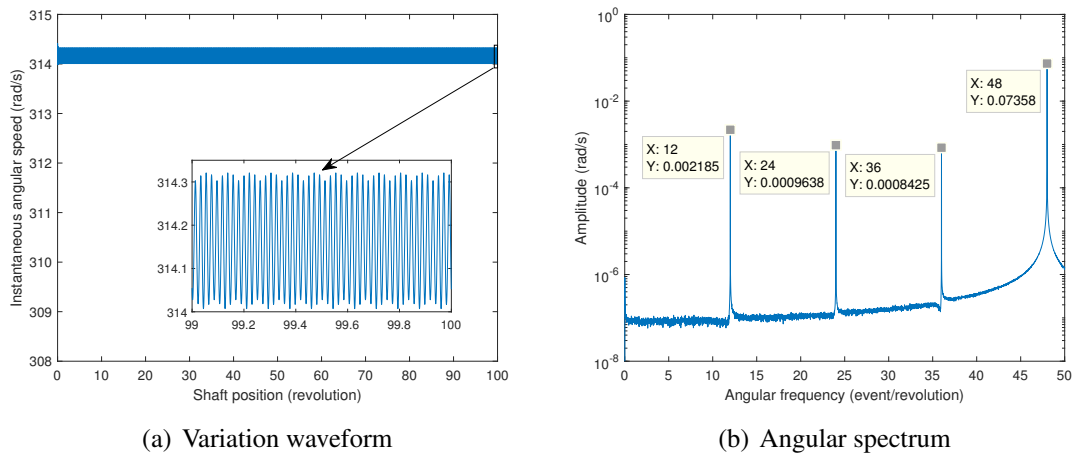 315
314
313
312
311
310
309
308
Instantaneous angular speed (rad/s)
314.3
314.2
314.1
314
99 99.2 99.4 99.6 99.8 100
0 10 20 30 40 50 60 70 80 90 100
Shaft position (revolution)
(a) Variation waveform
10^0
10^-2
10^-4
10^-6
10^-8
Amplitude (rad/s)
X: 12
Y: 0.002185
X: 24
Y: 0.0009638
X: 36
Y: 0.0008425
X: 48
Y: 0.07358
0 5 10 15 20 25 30 35 40 45 50
Angular frequency (event/revolution)
(b) Angular spectrum